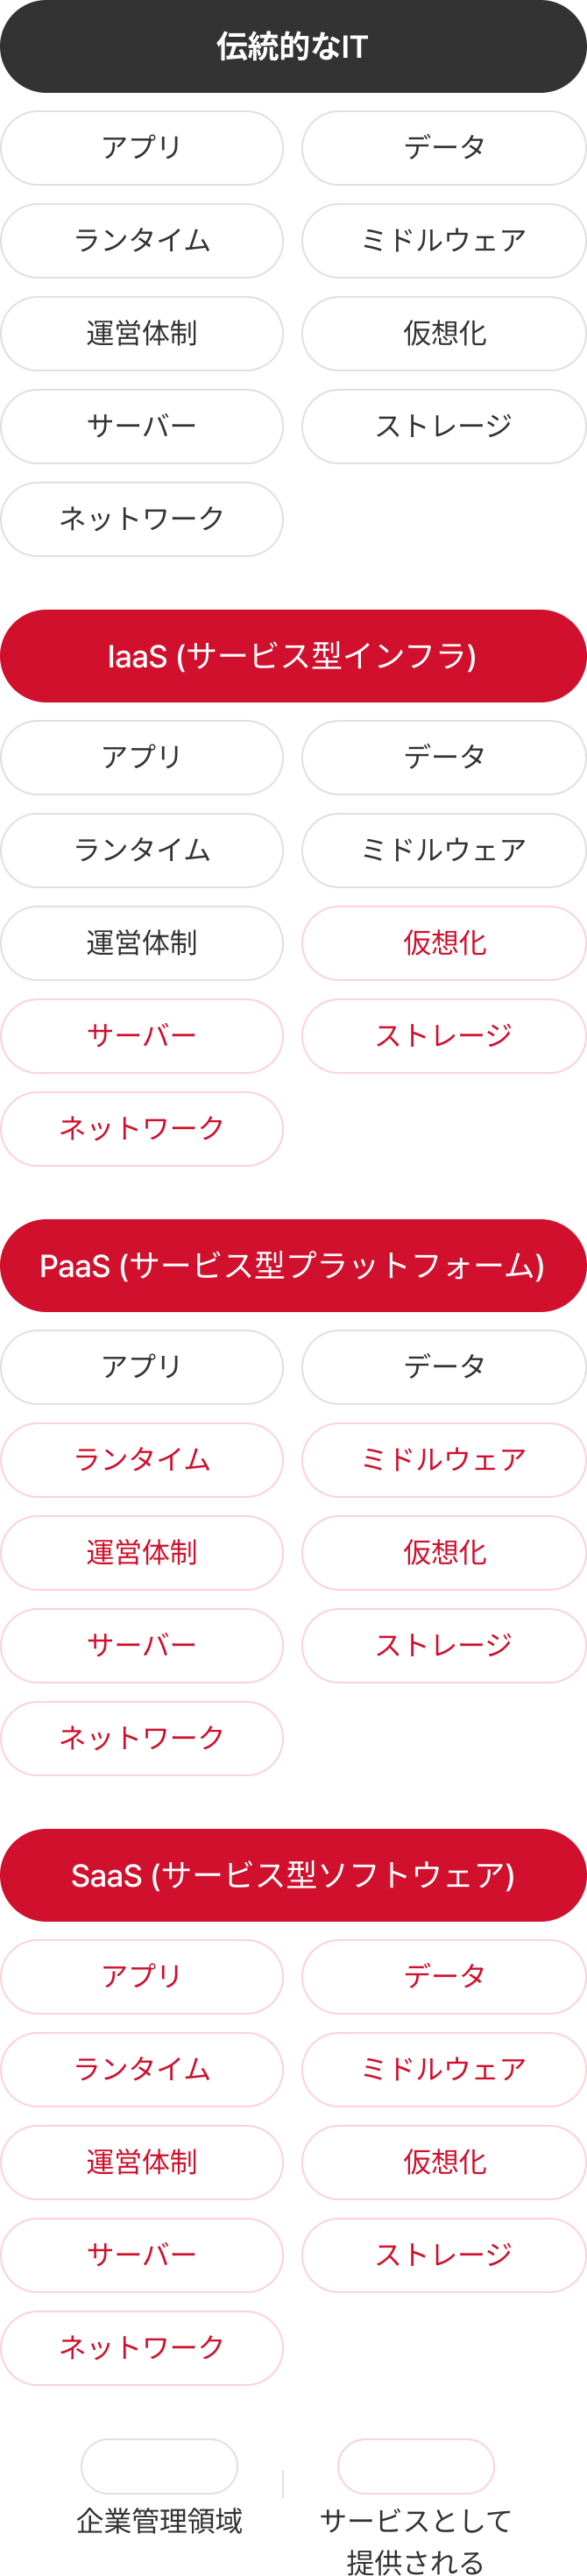 伝統的なIT
アプリ データ
ランタイム ミドルウェア
運営体制 仮想化
サーバー ストレージ
ネットワーク
IaaS (サービス型インフラ)
アプリ データ
ランタイム ミドルウェア
運営体制 仮想化
サーバー ストレージ
ネットワーク
PaaS (サービス型プラットフォーム)
アプリ データ
ランタイム ミドルウェア
運営体制 仮想化
サーバー ストレージ
ネットワーク
SaaS (サービス型ソフトウェア)
アプリ データ
ランタイム ミドルウェア
運営体制 仮想化
サーバー ストレージ
ネットワーク
企業管理領域
サービスとして
提供される